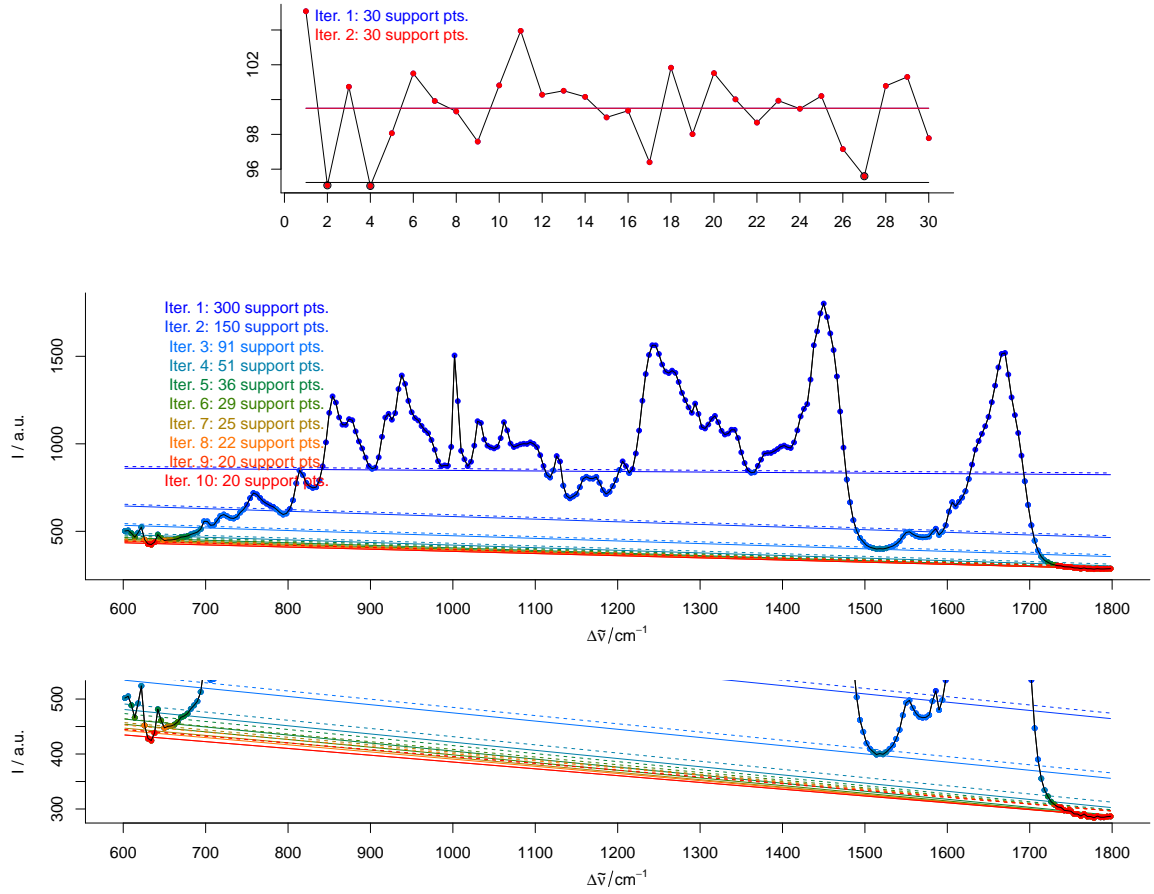 Iter. 1: 30 support pts.
Iter. 2: 30 support pts.
102
98
96
0 2 4 6 8 10 12 14 16 18 20 22 24 26 28 30
Iter. 1: 300 support pts.
Iter. 2: 150 support pts.
Iter. 3: 91 support pts.
Iter. 4: 51 support pts.
Iter. 5: 36 support pts.
Iter. 6: 29 support pts.
Iter. 7: 25 support pts.
Iter. 8: 22 support pts.
Iter. 9: 20 support pts.
Iter. 10: 20 support pts.
I / a.u.
1500
1000
500
600 700 800 900 1000 1100 1200 1300 1400 1500 1600 1700 1800
Δν̃/cm⁻¹
I / a.u.
500
400
300
600 700 800 900 1000 1100 1200 1300 1400 1500 1600 1700 1800
Δν̃/cm⁻¹